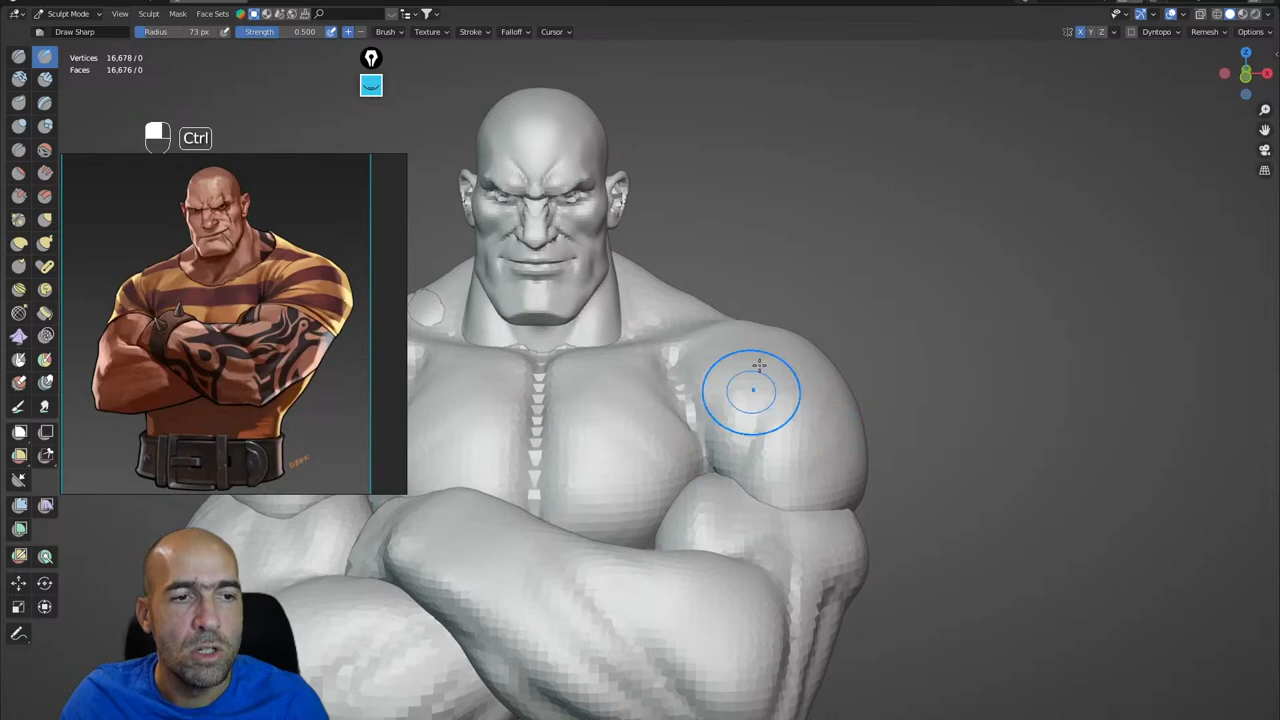 Sculpt Mode View Sculpt Mask Face Sets
Draw Sharp Radius 73 px Strength 0.500 Brush Texture Stroke Falloff Cursor X Y Z Dyntopo Remesh Options
Vertices 16,678 / 0
Faces 16,676 / 0
Ctrl
Z
X